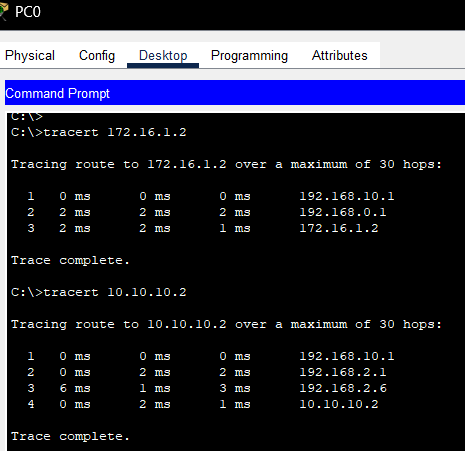 PC0
Physical Config Desktop Programming Attributes
Command Prompt
C:\>
C:\>tracert 172.16.1.2
Tracing route to 172.16.1.2 over a maximum of 30 hops:
1 0 ms 0 ms 0 ms 192.168.10.1
2 2 ms 2 ms 2 ms 192.168.0.1
3 2 ms 2 ms 1 ms 172.16.1.2
Trace complete.
C:\>tracert 10.10.10.2
Tracing route to 10.10.10.2 over a maximum of 30 hops:
1 0 ms 0 ms 0 ms 192.168.10.1
2 0 ms 2 ms 2 ms 192.168.2.1
3 6 ms 1 ms 3 ms 192.168.2.6
4 0 ms 2 ms 1 ms 10.10.10.2
Trace complete.